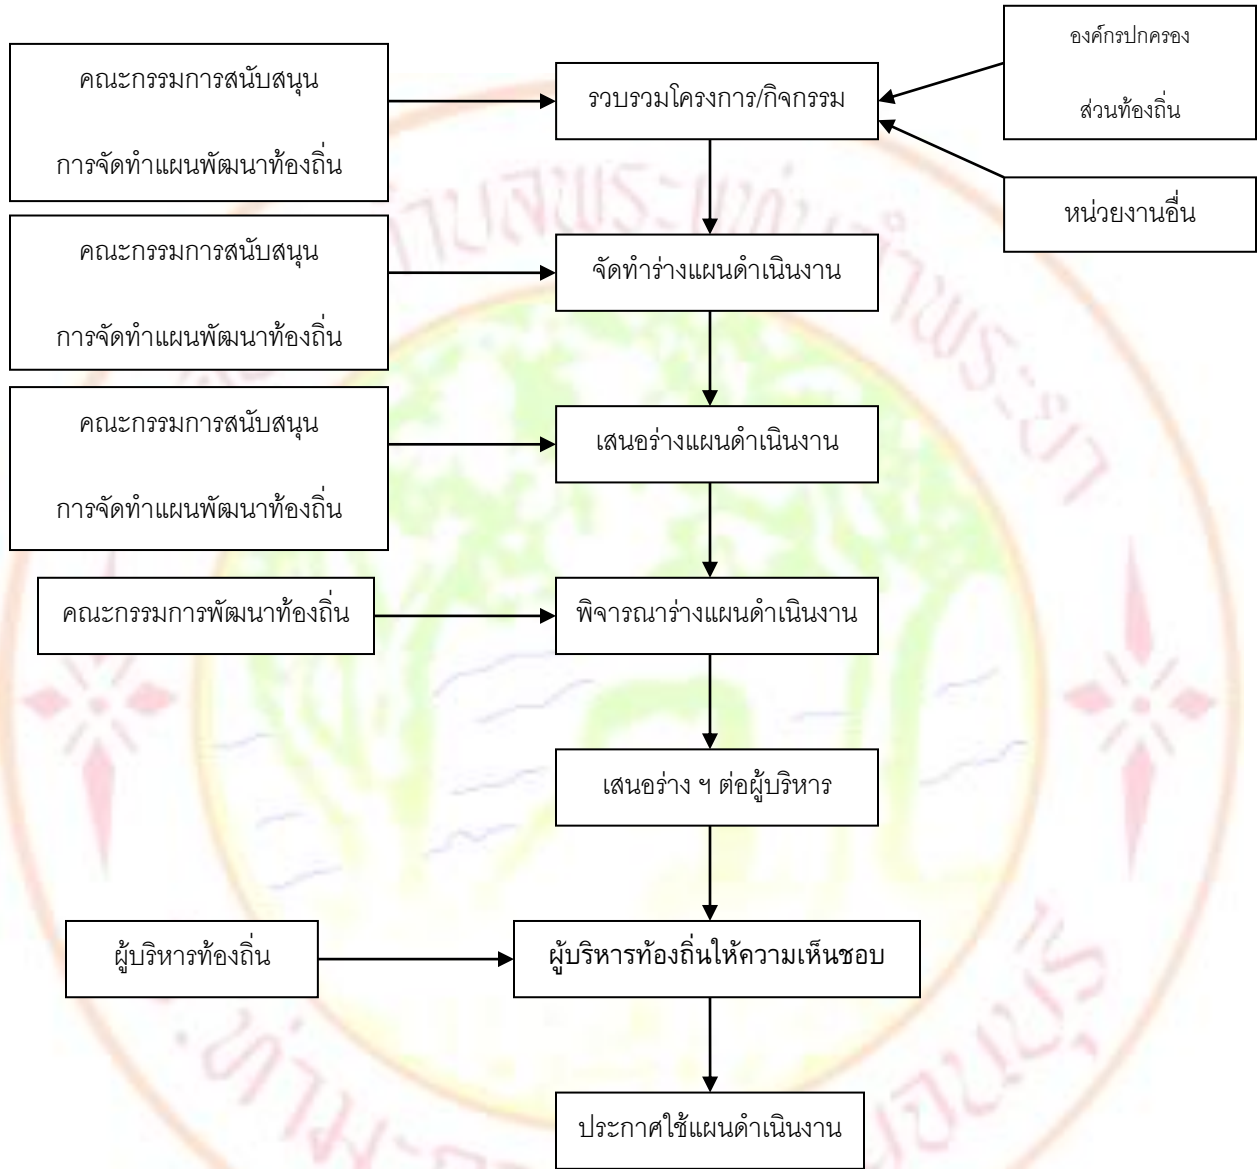 องค์กรปกครอง
ส่วนท้องถิ่น
คณะกรรมการสนับสนุน
การจัดทำแผนพัฒนาท้องถิ่น
รวบรวมโครงการ/กิจกรรม
หน่วยงานอื่น
คณะกรรมการสนับสนุน
การจัดทำแผนพัฒนาท้องถิ่น
จัดทำร่างแผนดำเนินงาน
คณะกรรมการสนับสนุน
การจัดทำแผนพัฒนาท้องถิ่น
เสนอร่างแผนดำเนินงาน
คณะกรรมการพัฒนาท้องถิ่น
พิจารณาร่างแผนดำเนินงาน
เสนอร่าง ฯ ต่อผู้บริหาร
ผู้บริหารท้องถิ่น
ผู้บริหารท้องถิ่นให้ความเห็นชอบ
ประกาศใช้แผนดำเนินงาน